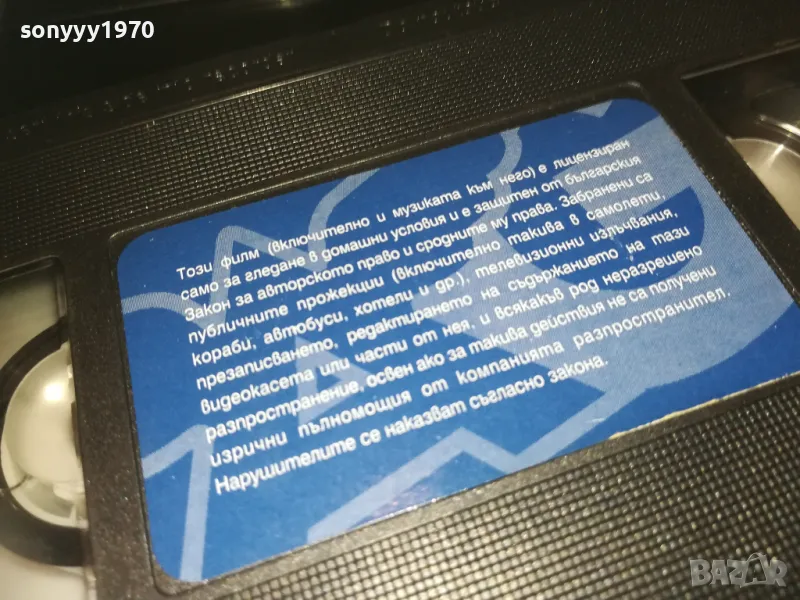 sonyyy1970
Този филм (включително и музиката към него) е лицензиран
само за гледане в домашни условия и е защитен от българския
Закон за авторското право и сродните му права. Забранени са
публичните прожекции (включително такива в самолети,
кораби, автобуси, хотели и др.), телевизионни излъчвания,
презаписването, редактирането на съдържанието на тази
видеокасета или части от нея, и всякакъв род неразрешено
разпространение, освен ако за такива действия не са получени
изрични пълномощия от компанията разпространител.
Нарушителите се наказват съгласно закона.
BAZAR